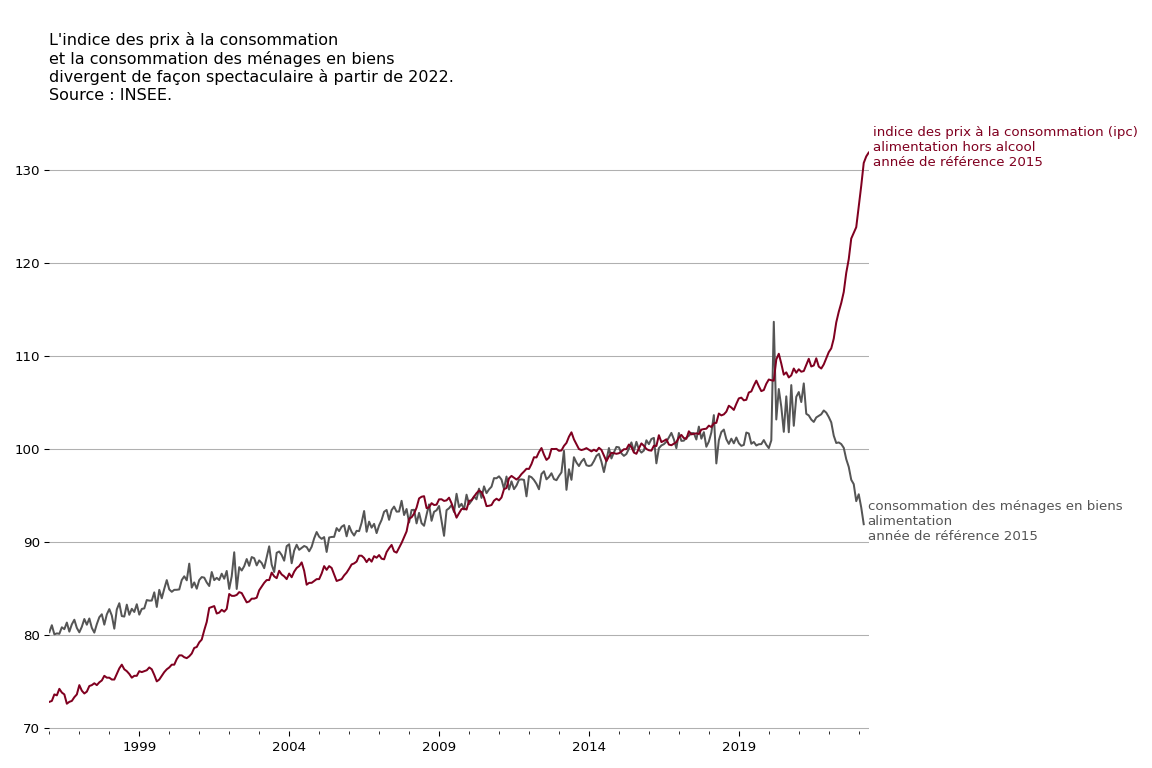 L'indice des prix à la consommation
et la consommation des ménages en biens
divergent de façon spectaculaire à partir de 2022.
Source : INSEE.
indice des prix à la consommation (ipc)
alimentation hors alcool
année de référence 2015
130
120
110
100
90
80
70
consommation des ménages en biens
alimentation
année de référence 2015
1999
2004
2009
2014
2019